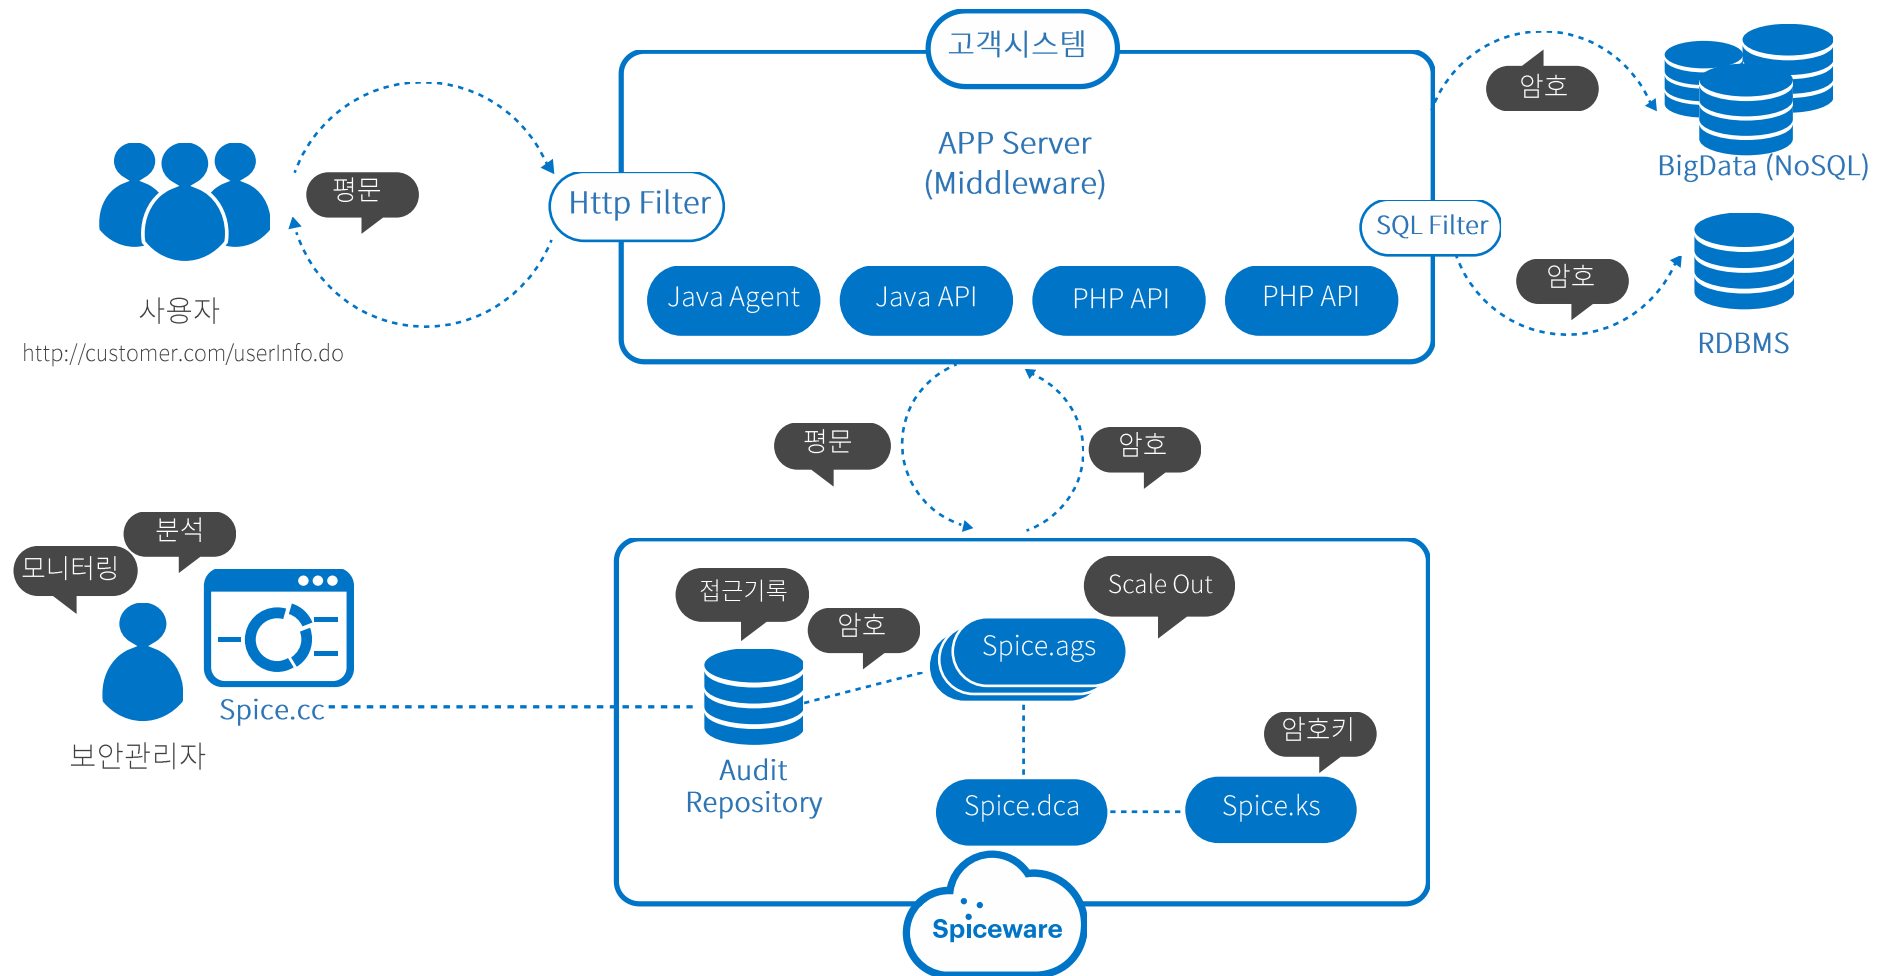 고객시스템
암호
APP Server
(Middleware)
BigData (NoSQL)
평문
Http Filter
SQL Filter
Java Agent
Java API
PHP API
PHP API
암호
사용자
http://customer.com/userInfo.do
RDBMS
평문
암호
분석
모니터링
접근기록
암호
Scale Out
Spice.ags
Spice.cc
보안관리자
암호키
Audit
Repository
Spice.dca
Spice.ks
Spiceware